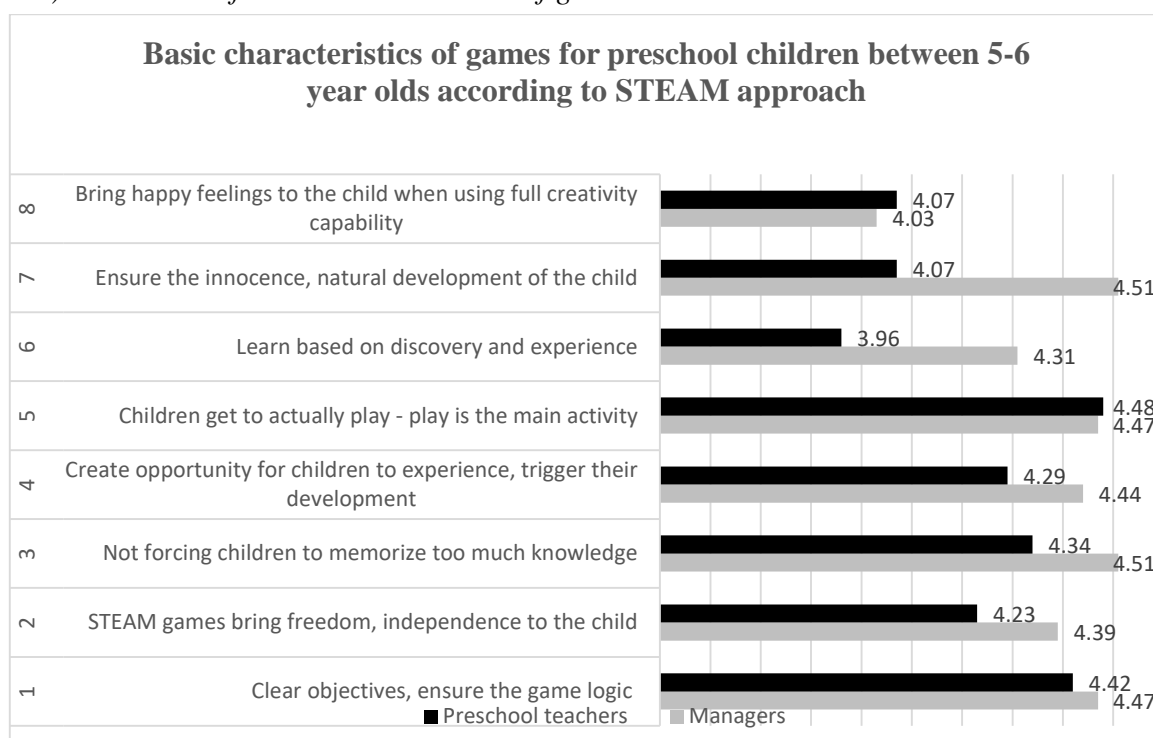 Basic characteristics of games for preschool children between 5-6
year olds according to STEAM approach
8
Bring happy feelings to the child when using full creativity
capability
4.07
4.03
7
Ensure the innocence, natural development of the child
4.07
4.51
6
Learn based on discovery and experience
3.96
4.31
5
Children get to actually play - play is the main activity
4.48
4.47
4
Create opportunity for children to experience, trigger their
development
4.29
4.44
3
Not forcing children to memorize too much knowledge
4.34
4.51
2
STEAM games bring freedom, independence to the child
4.23
4.39
1
Clear objectives, ensure the game logic
4.42
4.47
Preschool teachers
Managers